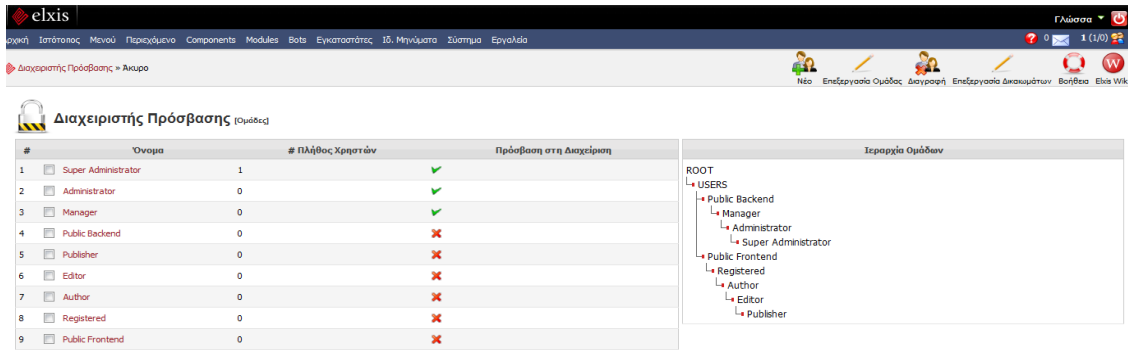 elxis
Γλώσσα
ρχική Ιστότοπος Μενού Περιεχόμενο Components Modules Bots Εγκαταστάτες Ιδ. Μηνύματα Σύστημα Εργαλεία
0 1 (1/0)
Διαχειριστής Πρόσβασης » Άκυρο
Νέο Επεξεργασία Ομάδας Διαγραφή Επεξεργασία Δικαιωμάτων Βοήθεια Elxis Wik
Διαχειριστής Πρόσβασης [Ομάδες]
# Όνομα # Πλήθος Χρηστών Πρόσβαση στη Διαχείριση
1 Super Administrator 1
2 Administrator 0
3 Manager 0
4 Public Backend 0
5 Publisher 0
6 Editor 0
7 Author 0
8 Registered 0
9 Public Frontend 0
Ιεραρχία Ομάδων
ROOT
USERS
Public Backend
Manager
Administrator
Super Administrator
Public Frontend
Registered
Author
Editor
Publisher